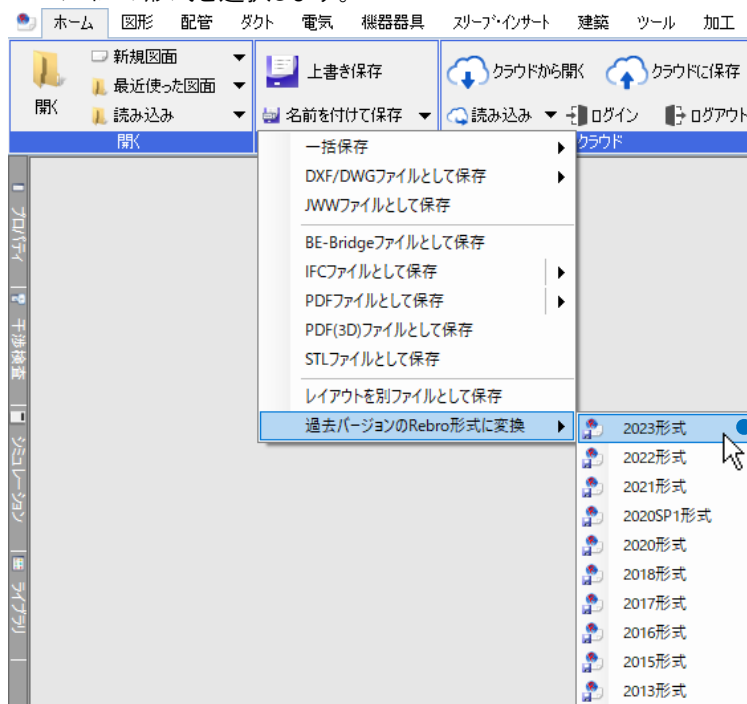 ホーム 図形 配管 ダクト 電気 機器器具 スリーブ・インサート 建築 ツール 加工
新規図面
最近使った図面
読み込み
開く
開く
上書き保存
名前を付けて保存
クラウドから開く
クラウドに保存
読み込み
ログイン
ログアウト
クラウド
一括保存
DXF/DWGファイルとして保存
JWWファイルとして保存
BE-Bridgeファイルとして保存
IFCファイルとして保存
PDFファイルとして保存
PDF(3D)ファイルとして保存
STLファイルとして保存
レイアウトを別ファイルとして保存
過去バージョンのRebro形式に変換
2023形式
2022形式
2021形式
2020SP1形式
2020形式
2018形式
2017形式
2016形式
2015形式
2013形式
プロパティ
干渉検査
シミュレーション
ライブラリ